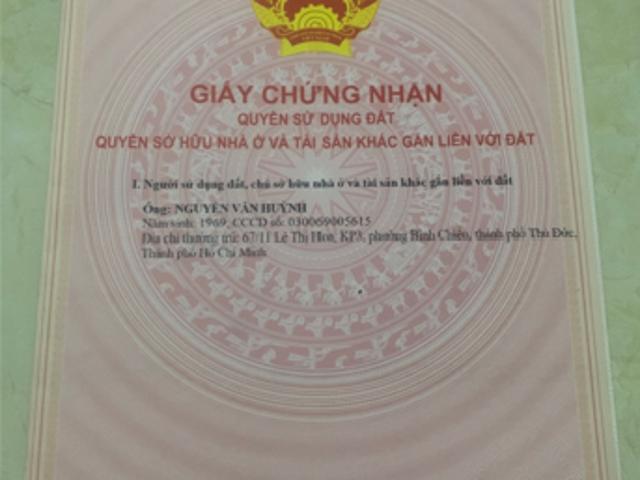 GIẤY CHỨNG NHẬN
QUYỀN SỬ DỤNG ĐẤT
QUYỀN SỞ HỮU NHÀ Ở VÀ TÀI SẢN KHÁC GẮN LIỀN VỚI ĐẤT
I. Người sử dụng đất, chủ sở hữu nhà ở và tài sản khác gắn liền với đất
Ông: NGUYỄN VĂN HUỲNH
Năm sinh: 1969, CCCD số: 030069005615
Địa chỉ thường trú: 67/11 Lê Thị Hoa, KP3, phường Bình Chiểu, thành phố Thủ Đức,
Thành phố Hồ Chí Minh